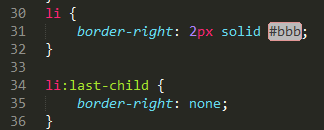 30 li {
31     border-right: 2px solid #bbb;
32 }
33
34 li:last-child {
35     border-right: none;
36 }